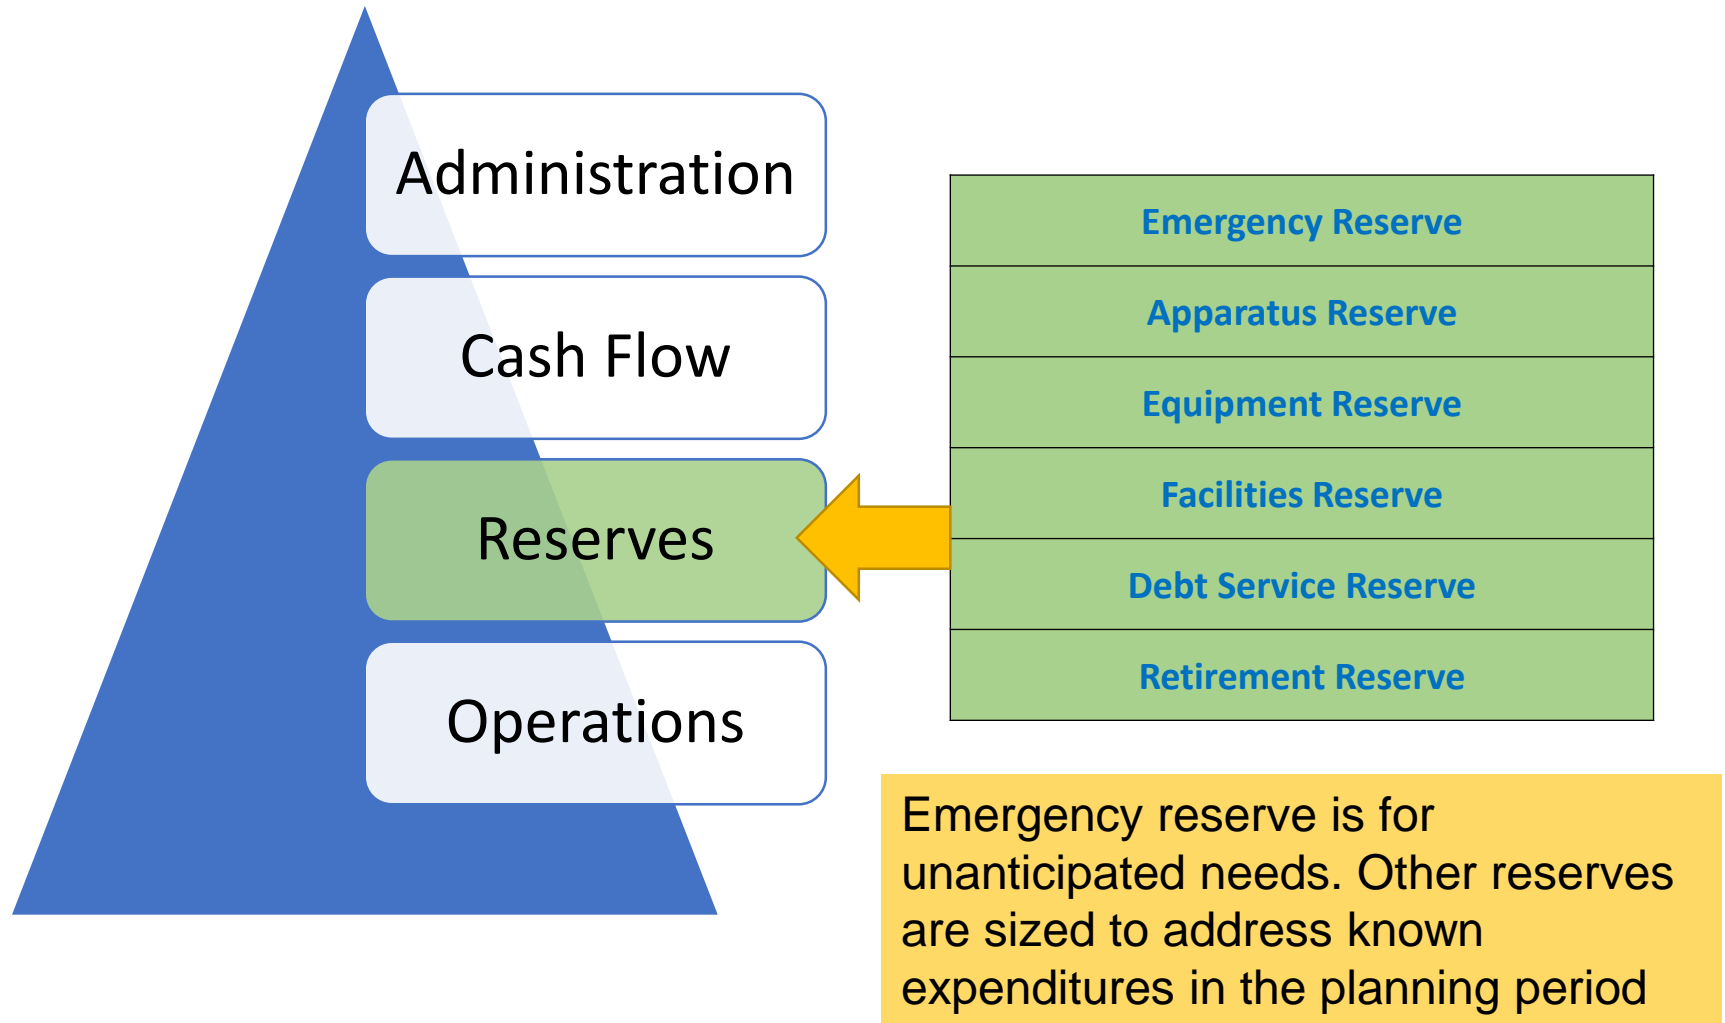 Administration
Cash Flow
Reserves
Operations
Emergency Reserve
Apparatus Reserve
Equipment Reserve
Facilities Reserve
Debt Service Reserve
Retirement Reserve
Emergency reserve is for
unanticipated needs. Other reserves
are sized to address known
expenditures in the planning period